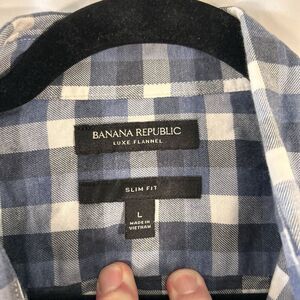 BANANA REPUBLIC
LUXE FLANNEL
SLIM FIT
L
MADE IN
VIETNAM